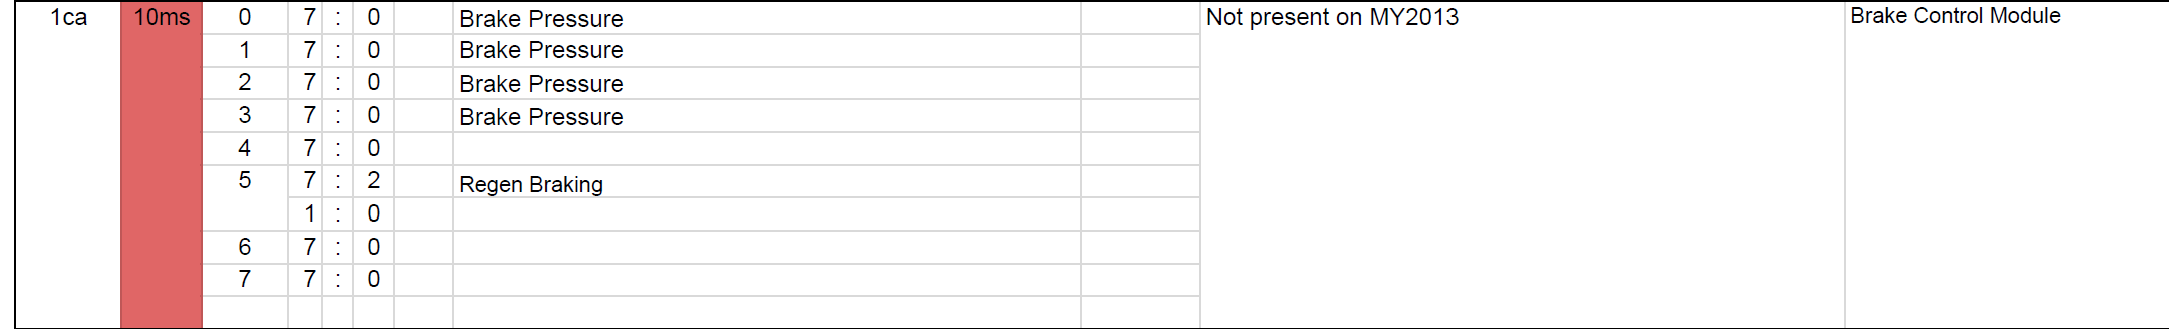 1ca 10ms 0 7 : 0 Brake Pressure Not present on MY2013 Brake Control Module
1 7 : 0 Brake Pressure
2 7 : 0 Brake Pressure
3 7 : 0 Brake Pressure
4 7 : 0
5 7 : 2 Regen Braking
1 : 0
6 7 : 0
7 7 : 0